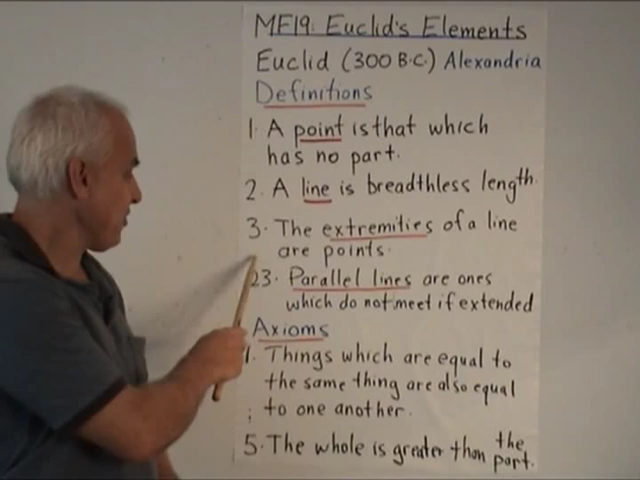 MF19: Euclid's Elements
Euclid (300 B.C.) Alexandria
Definitions
1. A point is that which
has no part.
2. A line is breadthless length.
3. The extremities of a line
are points.
23. Parallel lines are ones
which do not meet if extended
Axioms
1. Things which are equal to
the same thing are also equal
to one another.
5. The whole is greater than the
part.